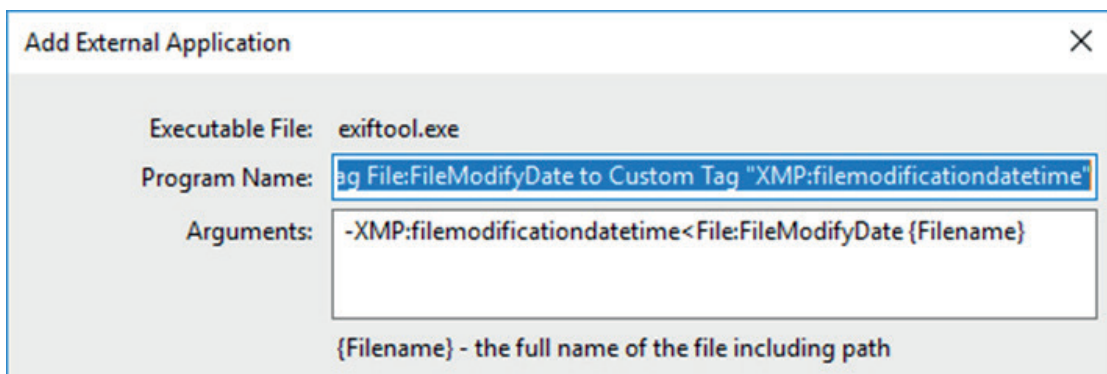 Add External Application
Executable File: exiftool.exe
Program Name: ag File:FileModifyDate to Custom Tag "XMP:filemodificationdatetime"
Arguments: -XMP:filemodificationdatetime<File:FileModifyDate {Filename}
{Filename} - the full name of the file including path